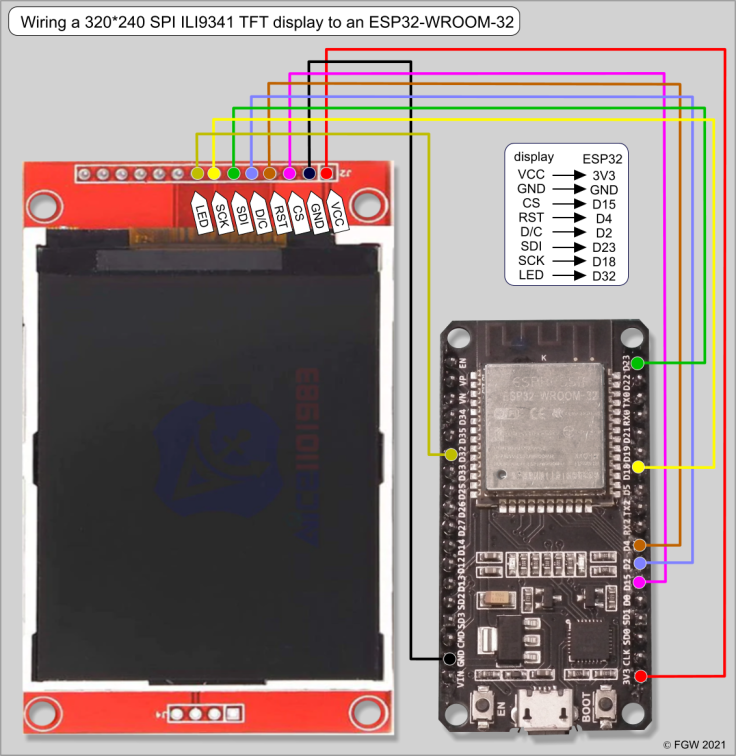 Wiring a 320*240 SPI ILI9341 TFT display to an ESP32-WROOM-32
display ESP32
VCC 3V3
GND GND
CS D15
RST D4
D/C D2
SDI D23
SCK D18
LED D32
J2
LED
SCK
SDI
D/C
RST
CS
GND
VCC
1101989
K
ESP32-WROOM-32
CE
EN
VP
VN
D34
D35
D32
D33
D25
D26
D27
D14
D12
D13
SD2
SD3
CMD
GND
VIN
D23
D22
TX0
RX0
D21
D19
D18
D5
TX2
RX2
D4
D2
D15
D0
SD1
SD0
CLK
3V3
EN
BOOT
© FGW 2021